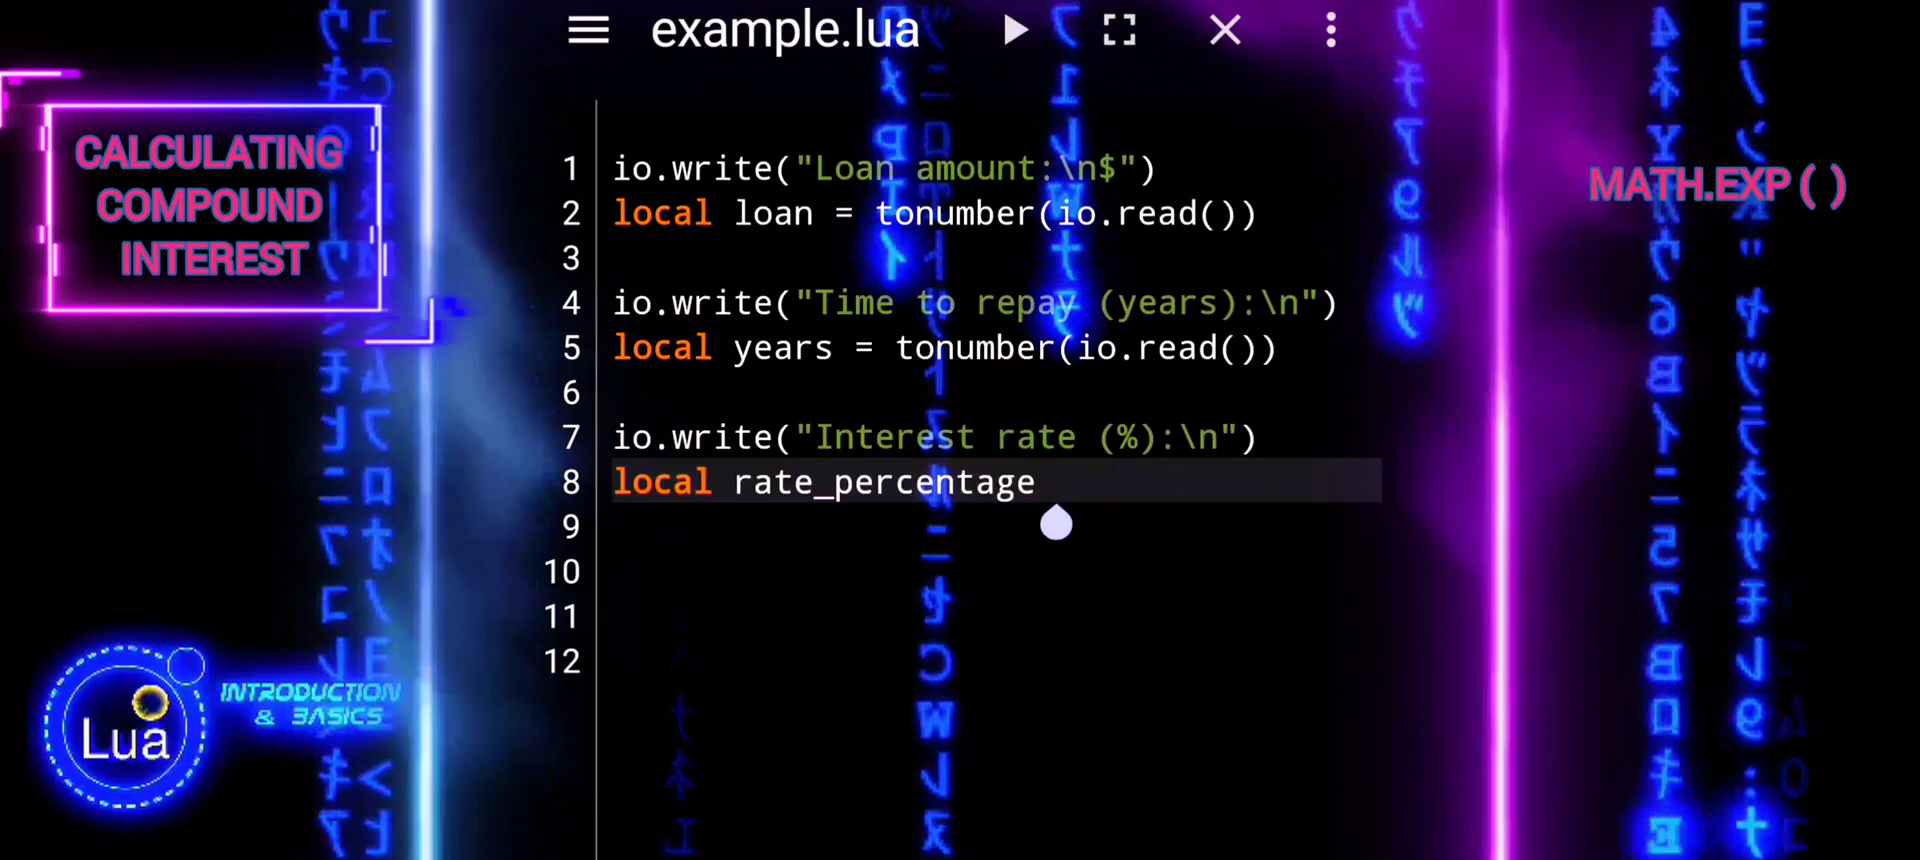 example.lua
CALCULATING
COMPOUND
INTEREST
1 io.write("Loan amount:\n$")
2 local loan = tonumber(io.read())
3
4 io.write("Time to repay (years):\n")
5 local years = tonumber(io.read())
6
7 io.write("Interest rate (%):\n")
8 local rate_percentage
9
10
11
12
MATH.EXP ( )
Lua
INTRODUCTION
& BASICS